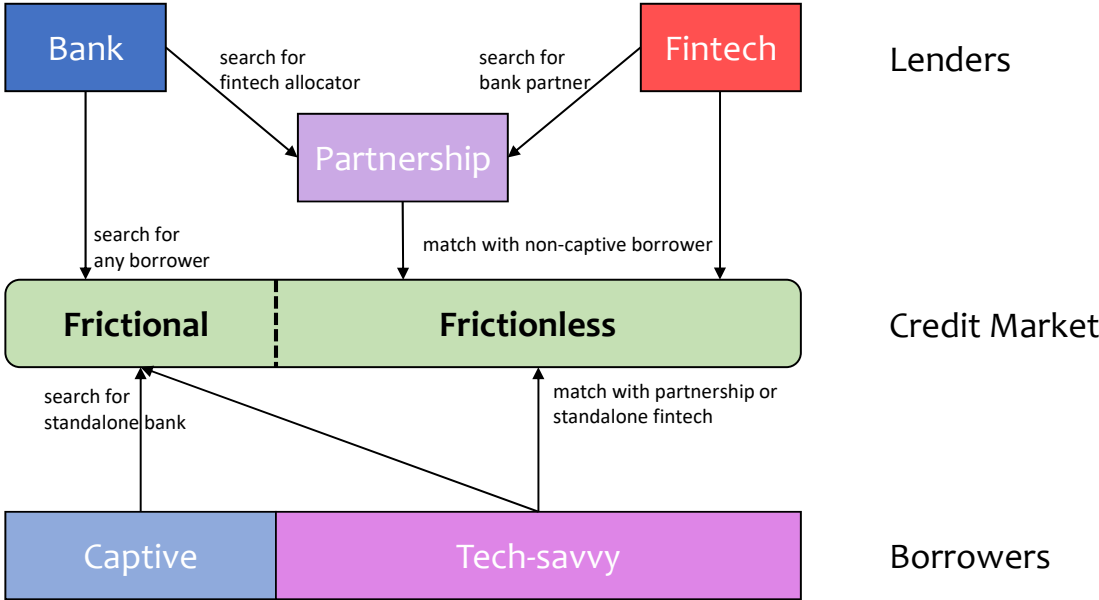 Bank
search for
fintech allocator
search for
bank partner
Fintech
Lenders
Partnership
search for
any borrower
match with non-captive borrower
Frictional
Frictionless
Credit Market
search for
standalone bank
match with partnership or
standalone fintech
Captive
Tech-savvy
Borrowers